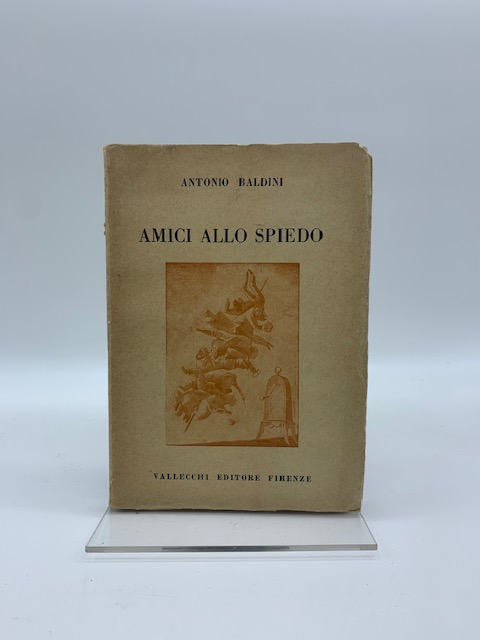 ANTONIO BALDINI
AMICI ALLO SPIEDO
VALLECCHI EDITORE FIRENZE